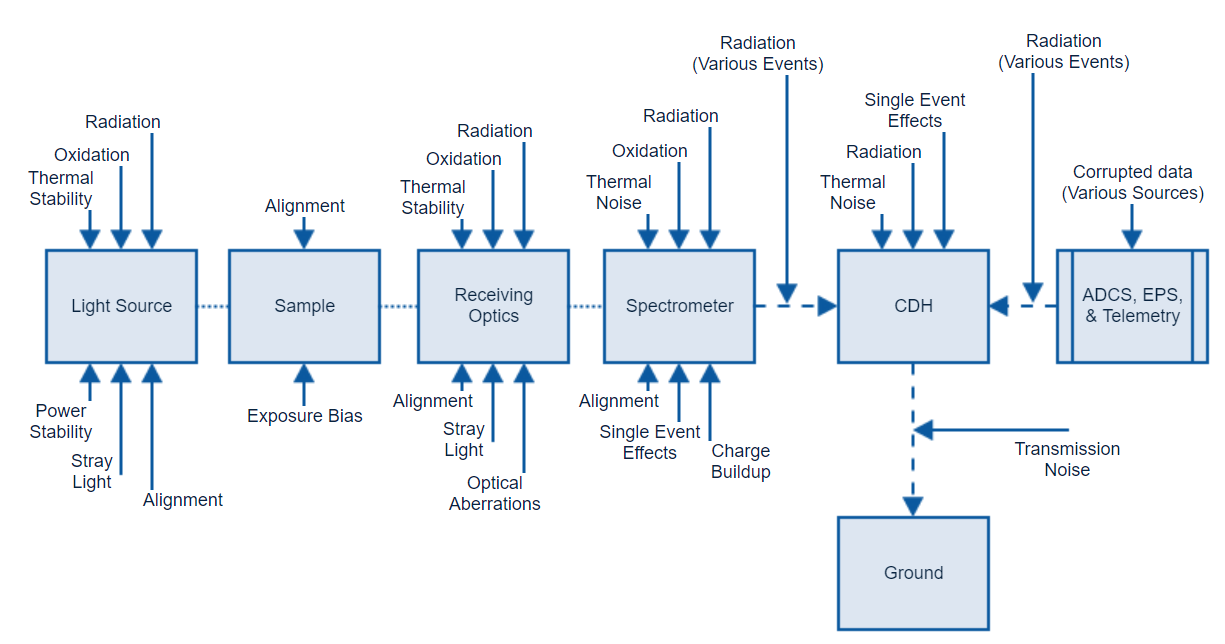 Radiation
(Various Events)
Radiation
(Various Events)
Radiation
Oxidation
Thermal
Stability
Alignment
Radiation
Oxidation
Thermal
Stability
Radiation
Oxidation
Thermal
Noise
Single Event
Effects
Radiation
Thermal
Noise
Corrupted data
(Various Sources)
Light Source
Sample
Receiving
Optics
Spectrometer
CDH
ADCS, EPS,
& Telemetry
Power
Stability
Stray
Light
Alignment
Exposure Bias
Alignment
Stray
Light
Optical
Aberrations
Alignment
Single Event
Effects
Charge
Buildup
Transmission
Noise
Ground